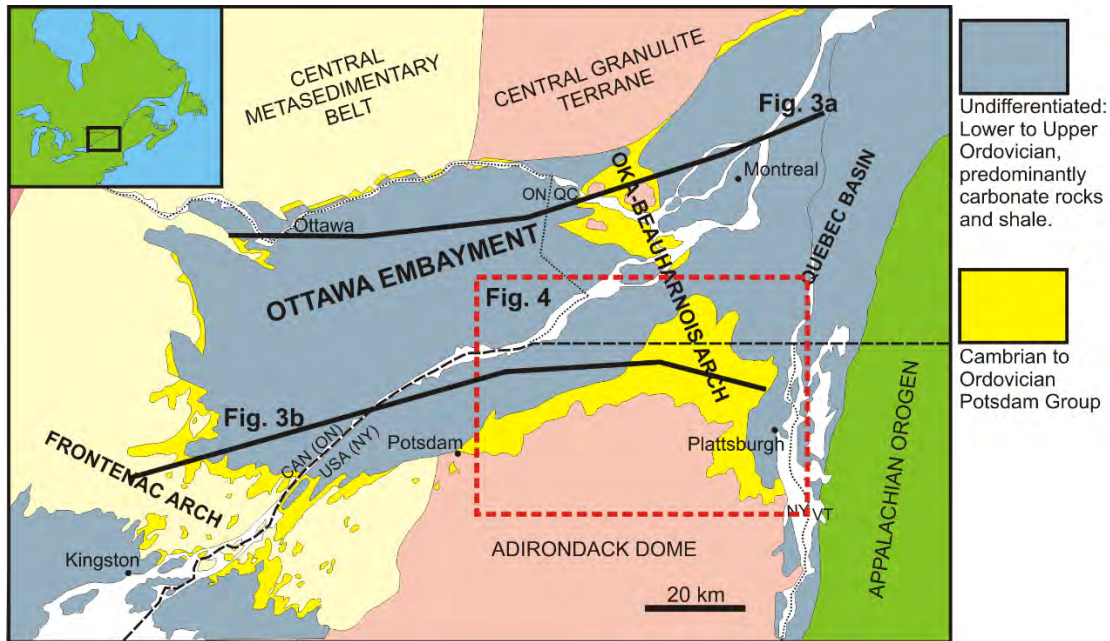 CENTRAL
METASEDIMENTARY
BELT
CENTRAL GRANULITE
TERRANE
Fig. 3a
OKA-BEAUHARNOIS ARCH
Montreal
ON QC
Ottawa
OTTAWA EMBAYMENT
QUEBEC BASIN
Fig. 4
Fig. 3b
CAN (ON)
USA (NY)
Potsdam
Plattsburgh
FRONTENAC ARCH
Kingston
ADIRONDACK DOME
NY VT
APPALACHIAN OROGEN
20 km
Undifferentiated:
Lower to Upper
Ordovician,
predominantly
carbonate rocks
and shale.
Cambrian to
Ordovician
Potsdam Group